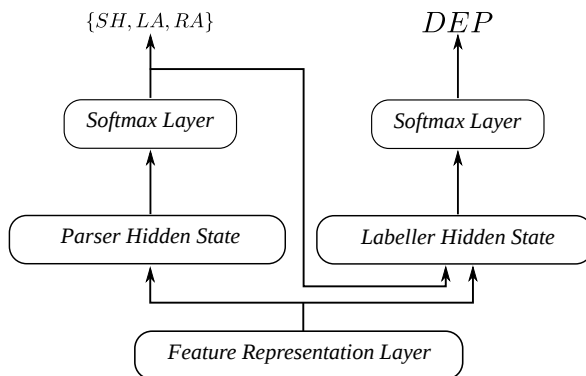 {SH, LA, RA}
DEP
Softmax Layer
Softmax Layer
Parser Hidden State
Labeller Hidden State
Feature Representation Layer